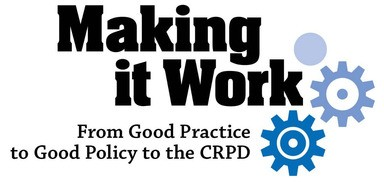 Making
it Work
From Good Practice
to Good Policy to the CRPD